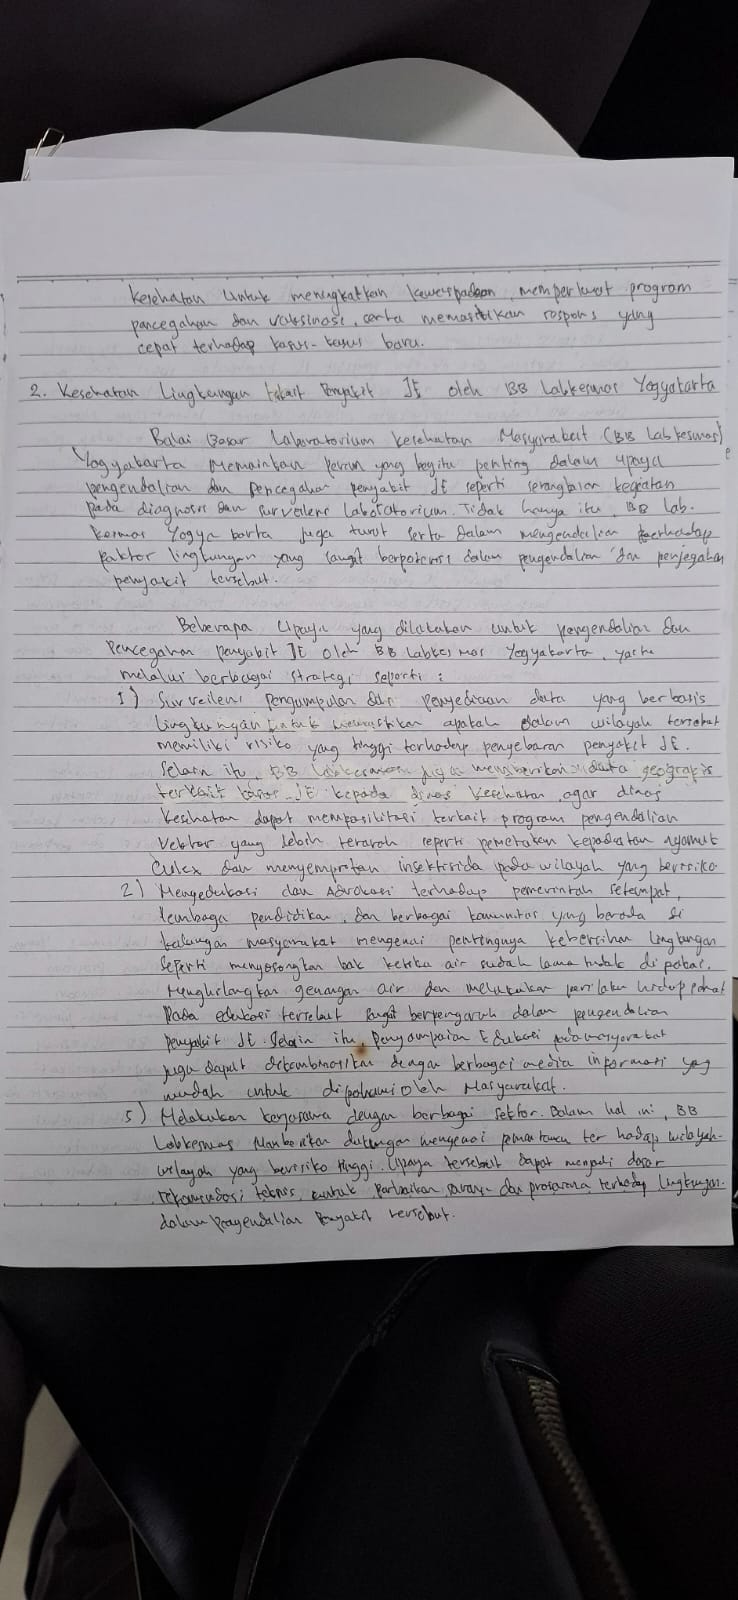 Kesehatan untuk meningkatkan kewaspadaan, memperkuat program
pencegahan dan vaksinasi, serta memastikan respons yang
cepat terhadap kasus-kasus baru.
2. Kesehatan Lingkungan terkait Penyakit JE oleh BB Labkesmas Yogyakarta
Balai Besar Laboratorium Kesehatan Masyarakat (BB Labkesmas)
Yogyakarta memainkan peran yang begitu penting dalam upaya
pengendalian dan pencegahan penyakit JE seperti serangkaian kegiatan
pada diagnosis dan surveilens laboratorium. Tidak hanya itu, BB Lab.
kesmas Yogyakarta juga turut serta dalam mengendalian terhadap
faktor lingkungan yang sangat berpotensi dalam pengendalian dan penjegahan
penyakit tersebut.
Beberapa upaya yang dilakukan untuk pengendalian dan
Pencegahan penyakit JE oleh BB Labkesmas Yogyakarta, yaitu
melalui berbagai strategi seperti :
1) Surveilens pengumpulan dan penyediaan data yang berbasis
lingkungan untuk memastikan apakah dalam wilayah tersebut
memiliki risiko yang tinggi terhadap penyebaran penyakit JE.
Selain itu, BB Labkesmas juga memberikan data geografis
terkait kasus JE kepada dinas kesehatan agar dinas
kesehatan dapat mempasilitasi terkait program pengendalian
Vektor yang lebih terarah seperti pemetakan kepadatan nyamuk
Culex dan menyemprotan insektisida pada wilayah yang berisiko
2) Mengedukasi dan Advokasi terhadap pemerintah setempat,
lembaga pendidikan, dan berbagai komunitas yang berada di
kalangan masyarakat mengenai pentingnya kebersihan lingkungan
seperti menyosongkan bak ketika air sudah lama tidak di pakai,
Menghilangkan genangan air dan melakukan perilaku hidup sehat
Pada edukasi tersebut sangat berpengaruh dalam pengendalian
penyakit JE. Selain itu, penyampaian Edukasi pada masyarakat
juga dapat dikombinasikan dengan berbagai media informasi yag
mudah untuk dipahami oleh Masyarakat.
3) Melakukan kerjasama dengan berbagai sektor. Dalam hal ini, BB
Labkesmas Memberikan dukungan mengenai pemantauan ter hadap wilayah-
wilayah yang berisiko tinggi. Upaya tersebut dapat menjadi dasar
rekomendasi teknis untuk perbaikan sarana dan prasarana terhadap lingkungan.
dalam pengendalian Penyakit tersebut.